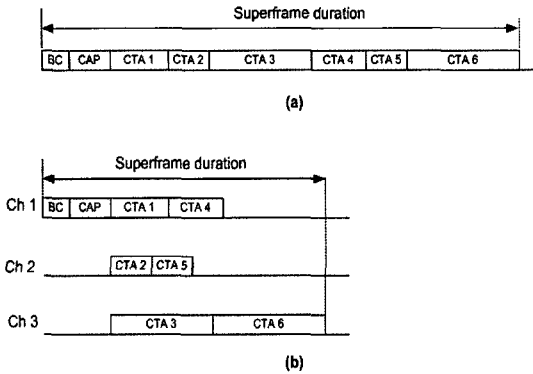 Superframe duration
BC CAP CTA 1 CTA 2 CTA 3 CTA 4 CTA 5 CTA 6
(a)
Superframe duration
Ch 1 BC CAP CTA 1 CTA 4
Ch 2 CTA 2 CTA 5
Ch 3 CTA 3 CTA 6
(b)